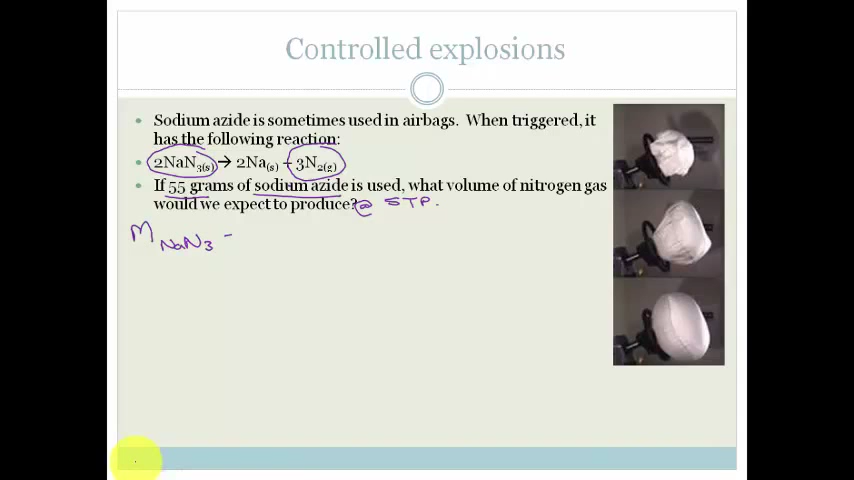 Controlled explosions
Sodium azide is sometimes used in airbags. When triggered, it
has the following reaction:
2NaN₃₍ₛ₎ → 2Na₍ₛ₎ + 3N₂₍g₎
If 55 grams of sodium azide is used, what volume of nitrogen gas
would we expect to produce? @ STP.
M NaN₃ -